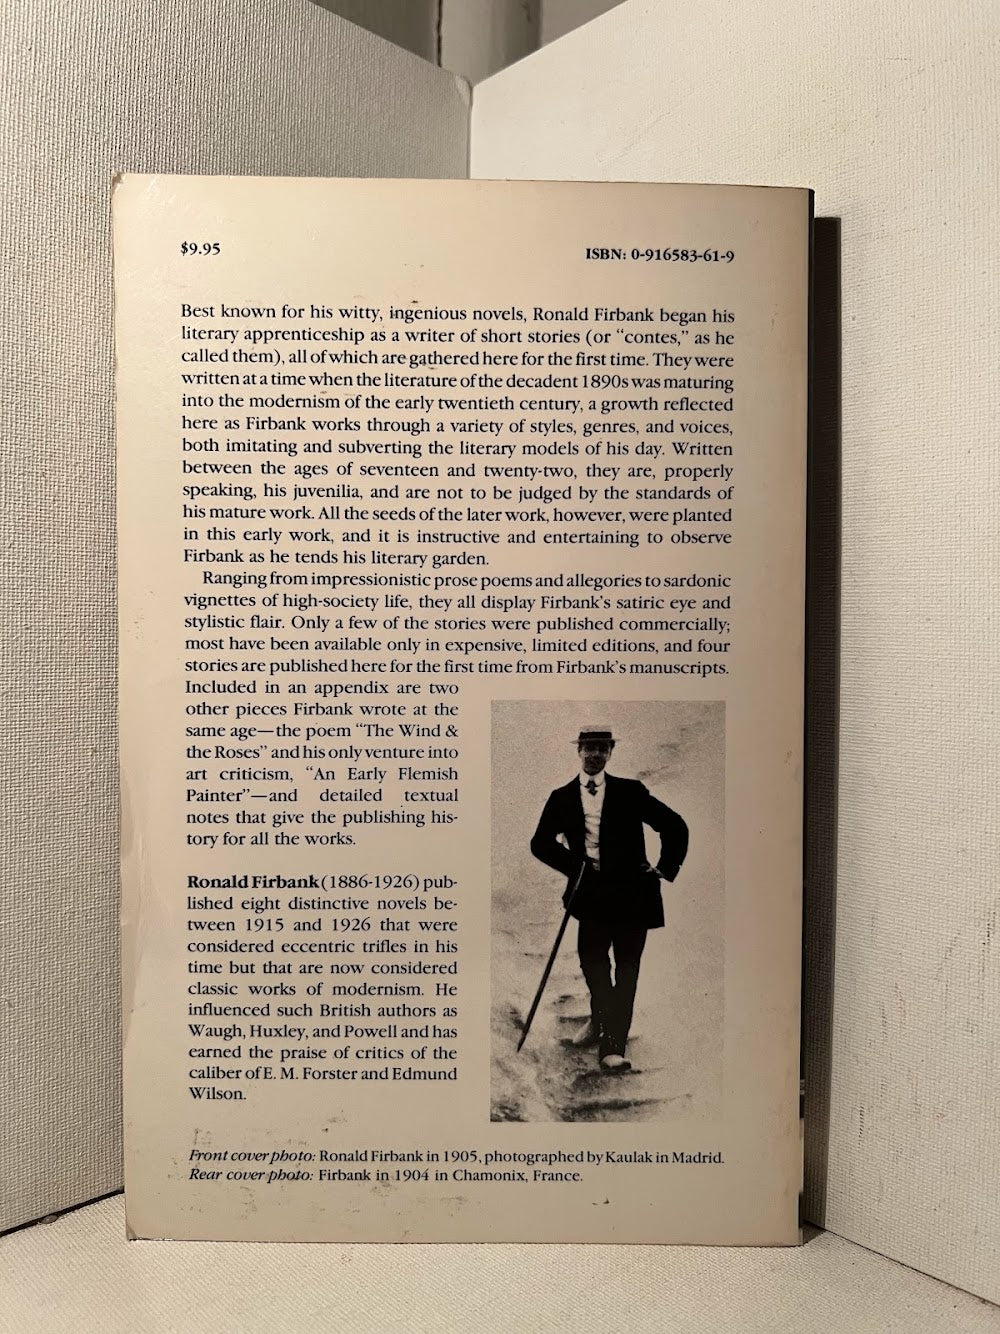 $9.95
ISBN: 0-916583-61-9
Best known for his witty, ingenious novels, Ronald Firbank began his
literary apprenticeship as a writer of short stories (or “contes,” as he
called them), all of which are gathered here for the first time. They were
written at a time when the literature of the decadent 1890s was maturing
into the modernism of the early twentieth century, a growth reflected
here as Firbank works through a variety of styles, genres, and voices,
both imitating and subverting the literary models of his day. Written
between the ages of seventeen and twenty-two, they are, properly
speaking, his juvenilia, and are not to be judged by the standards of
his mature work. All the seeds of the later work, however, were planted
in this early work, and it is instructive and entertaining to observe
Firbank as he tends his literary garden.
Ranging from impressionistic prose poems and allegories to sardonic
vignettes of high-society life, they all display Firbank’s satiric eye and
stylistic flair. Only a few of the stories were published commercially;
most have been available only in expensive, limited editions, and four
stories are published here for the first time from Firbank’s manuscripts.
Included in an appendix are two
other pieces Firbank wrote at the
same age—the poem “The Wind &
the Roses” and his only venture into
art criticism, “An Early Flemish
Painter”—and detailed textual
notes that give the publishing his-
tory for all the works.
Ronald Firbank (1886-1926) pub-
lished eight distinctive novels be-
tween 1915 and 1926 that were
considered eccentric trifles in his
time but that are now considered
classic works of modernism. He
influenced such British authors as
Waugh, Huxley, and Powell and has
earned the praise of critics of the
caliber of E. M. Forster and Edmund
Wilson.
Front cover photo: Ronald Firbank in 1905, photographed by Kaulak in Madrid.
Rear cover photo: Firbank in 1904 in Chamonix, France.